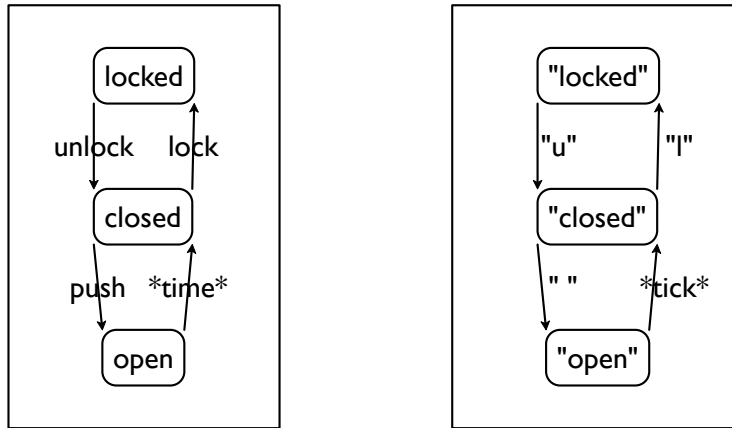 locked
unlock lock
closed
push *time*
open
"locked"
"u" "l"
"closed"
" " *tick*
"open"